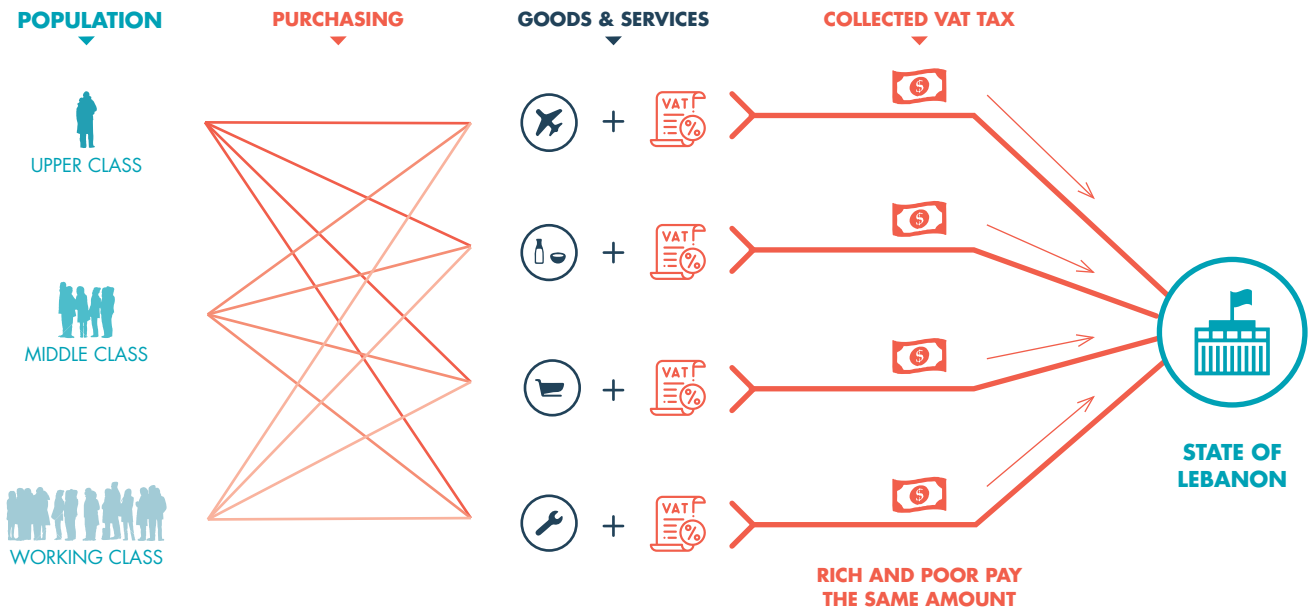 POPULATION
PURCHASING
GOODS & SERVICES
COLLECTED VAT TAX
UPPER CLASS
VAT
%
$
VAT
%
$
MIDDLE CLASS
VAT
%
$
STATE OF
LEBANON
WORKING CLASS
VAT
%
$
RICH AND POOR PAY
THE SAME AMOUNT